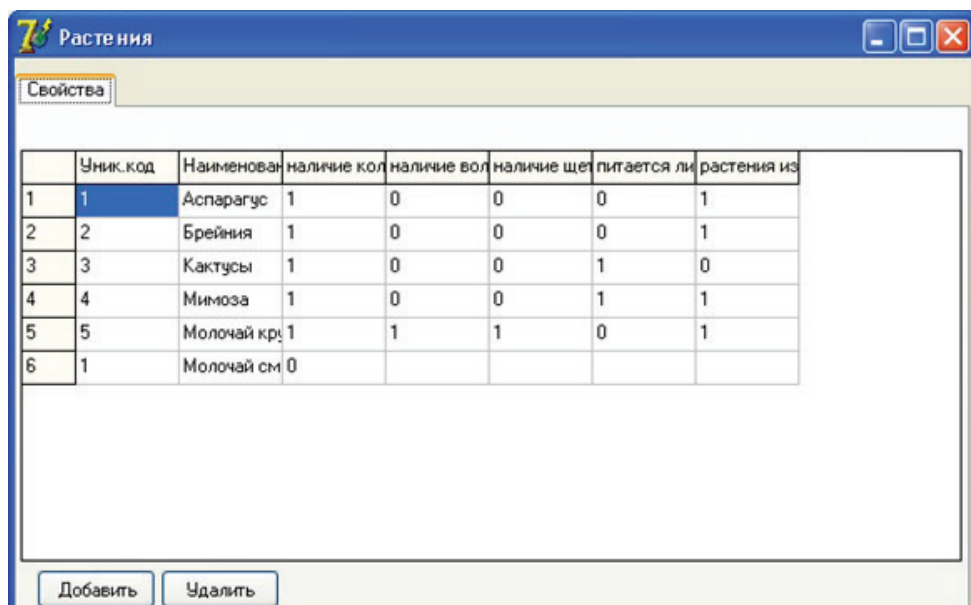 Растения
Свойства
Уник.код Наименован наличие кол наличие вол наличие щет питается ли растения из
1 1 Аспарагус 1 0 0 0 1
2 2 Брейния 1 0 0 0 1
3 3 Кактусы 1 0 0 1 0
4 4 Мимоза 1 0 0 1 1
5 5 Молочай кру 1 1 1 0 1
6 1 Молочай см 0
Добавить Удалить